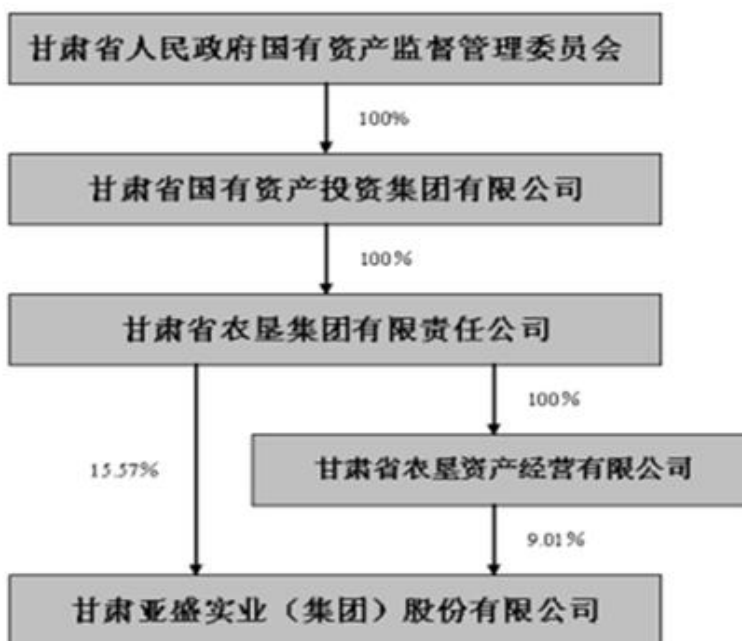 甘肃省人民政府国有资产监督管理委员会
100%
甘肃省国有资产投资集团有限公司
100%
甘肃省农垦集团有限责任公司
100%
15.57%
甘肃省农垦资产经营有限公司
9.01%
甘肃亚盛实业（集团）股份有限公司